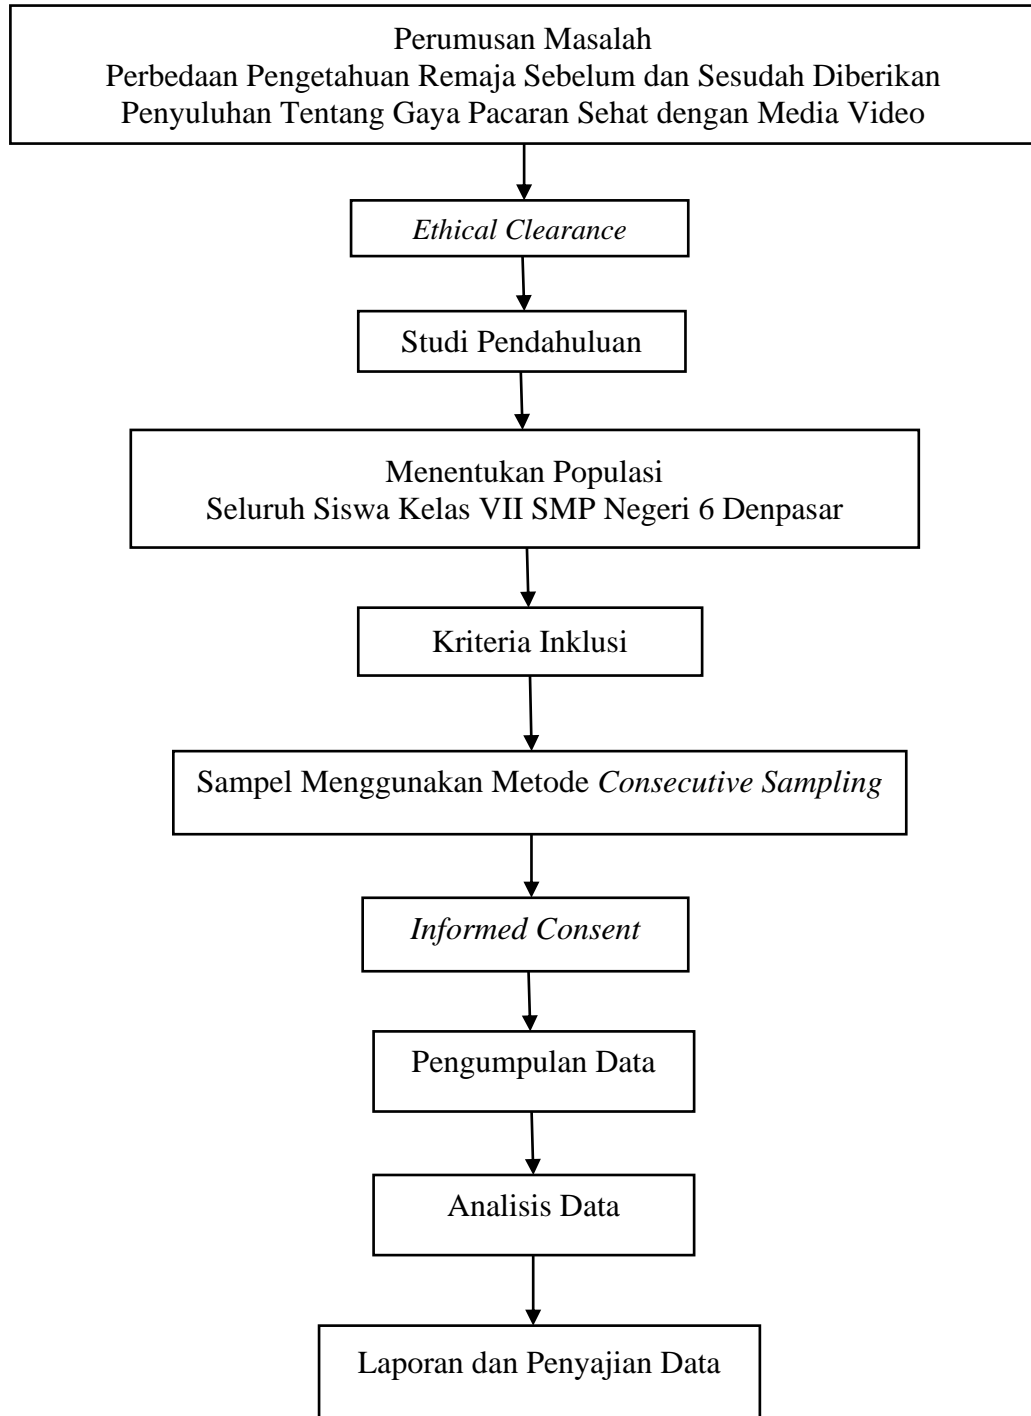 Perumusan Masalah
Perbedaan Pengetahuan Remaja Sebelum dan Sesudah Diberikan
Penyuluhan Tentang Gaya Pacaran Sehat dengan Media Video
Ethical Clearance
Studi Pendahuluan
Menentukan Populasi
Seluruh Siswa Kelas VII SMP Negeri 6 Denpasar
Kriteria Inklusi
Sampel Menggunakan Metode Consecutive Sampling
Informed Consent
Pengumpulan Data
Analisis Data
Laporan dan Penyajian Data